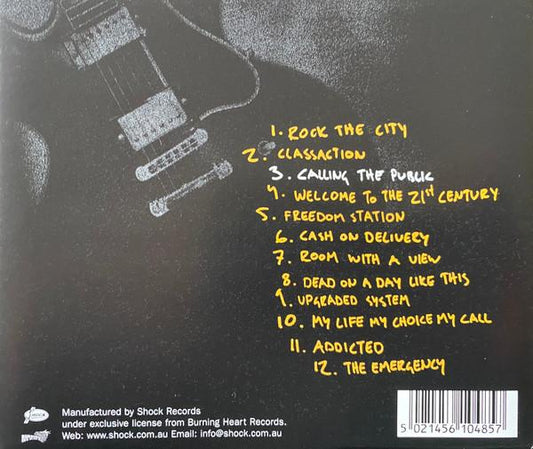 1. ROCK THE CITY
2. CLASSACTION
3. CALLING THE PUBLIC
4. WELCOME TO THE 21ST CENTURY
5. FREEDOM STATION
6. CASH ON DELIVERY
7. ROOM WITH A VIEW
8. DEAD ON A DAY LIKE THIS
9. UPGRADED SYSTEM
10. MY LIFE MY CHOICE MY CALL
11. ADDICTED
12. THE EMERGENCY
SHOCK
Manufactured by Shock Records
under exclusive license from Burning Heart Records.
Web: www.shock.com.au Email: info@shock.com.au
5 021456 104857